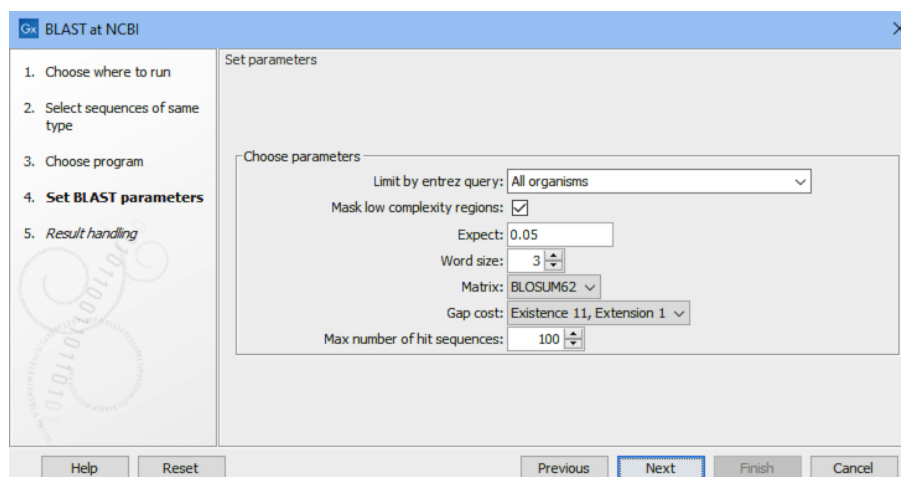 Gx BLAST at NCBI
1. Choose where to run
2. Select sequences of same
type
3. Choose program
4. Set BLAST parameters
5. Result handling
Set parameters
Choose parameters
Limit by entrez query: All organisms
Mask low complexity regions:
Expect: 0.05
Word size: 3
Matrix: BLOSUM62
Gap cost: Existence 11, Extension 1
Max number of hit sequences: 100
Help Reset Previous Next Finish Cancel